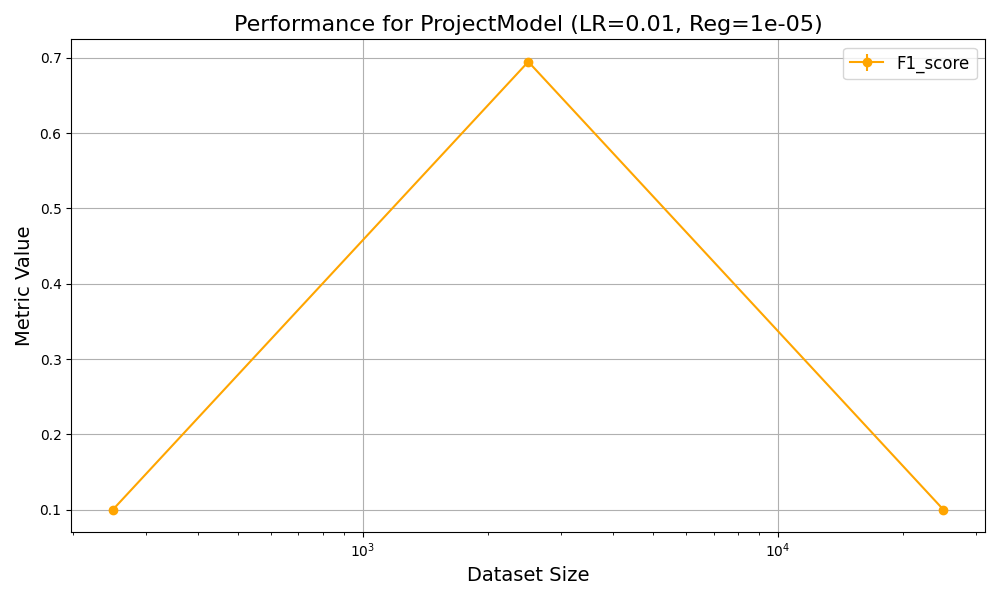 Performance for ProjectModel (LR=0.01, Reg=1e-05)
F1_score
Metric Value
0.7
0.6
0.5
0.4
0.3
0.2
0.1
10³
10⁴
Dataset Size